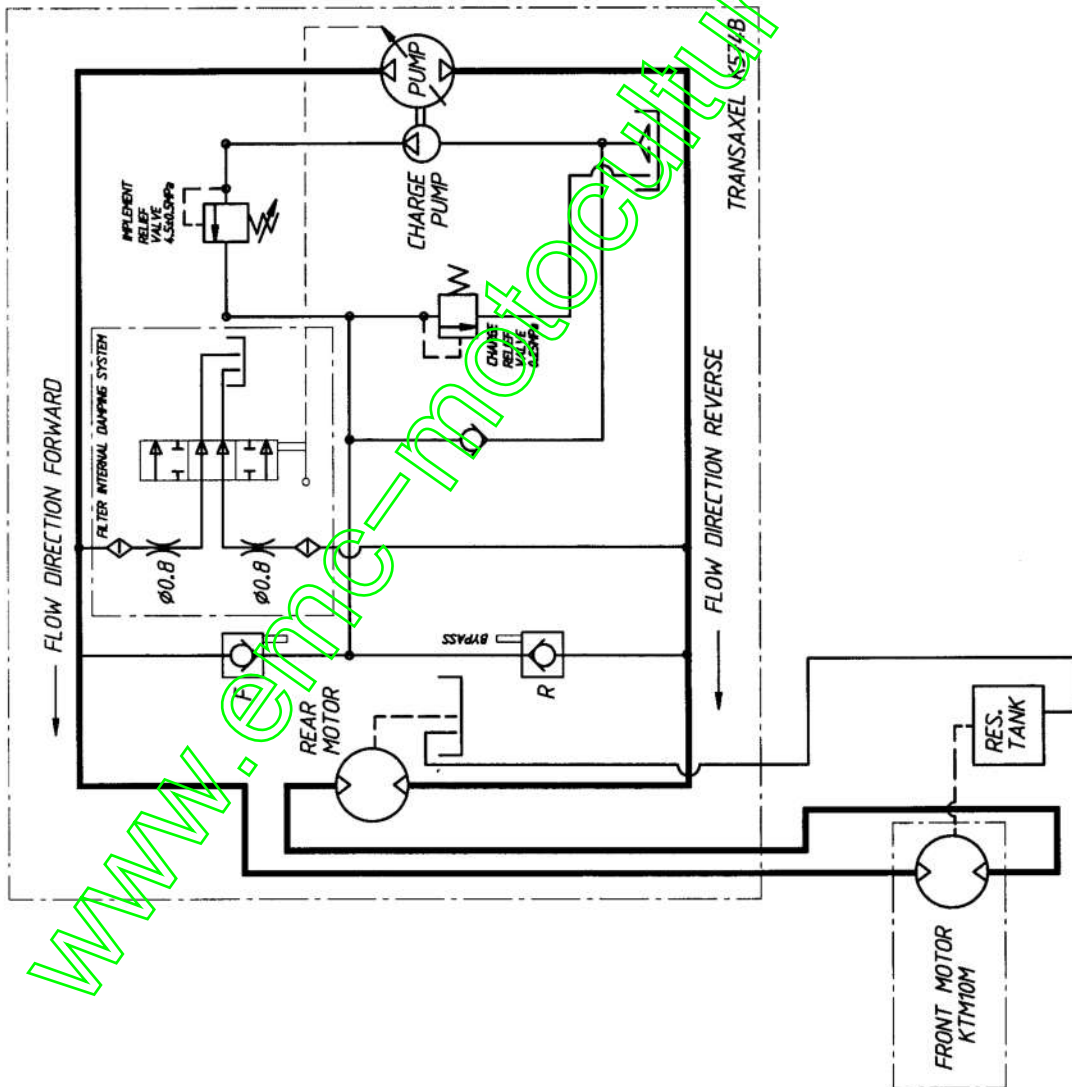 FLOW DIRECTION FORWARD
FILTER INTERNAL DAMPING SYSTEM
IMPLEMENT
RELIEF
VALVE
4.5±0.5MPa
PUMP
CHARGE
PUMP
CHARGE
RELIEF
VALVE
TRANSAXEL K574B
Ø0.8
Ø0.8
F
BYPASS
R
REAR
MOTOR
FLOW DIRECTION REVERSE
RES.
TANK
FRONT MOTOR
KTM10M
www.emc-motocultur